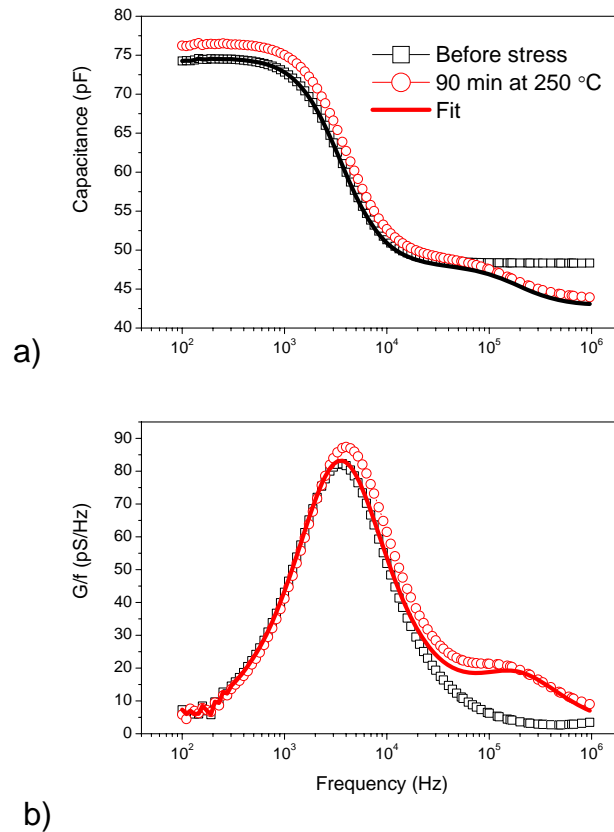 80
75
70
65
60
55
50
45
40
Capacitance (pF)
Before stress
90 min at 250 °C
Fit
10² 10³ 10⁴ 10⁵ 10⁶
a)
90
80
70
60
50
40
30
20
10
0
G/f (pS/Hz)
10² 10³ 10⁴ 10⁵ 10⁶
Frequency (Hz)
b)